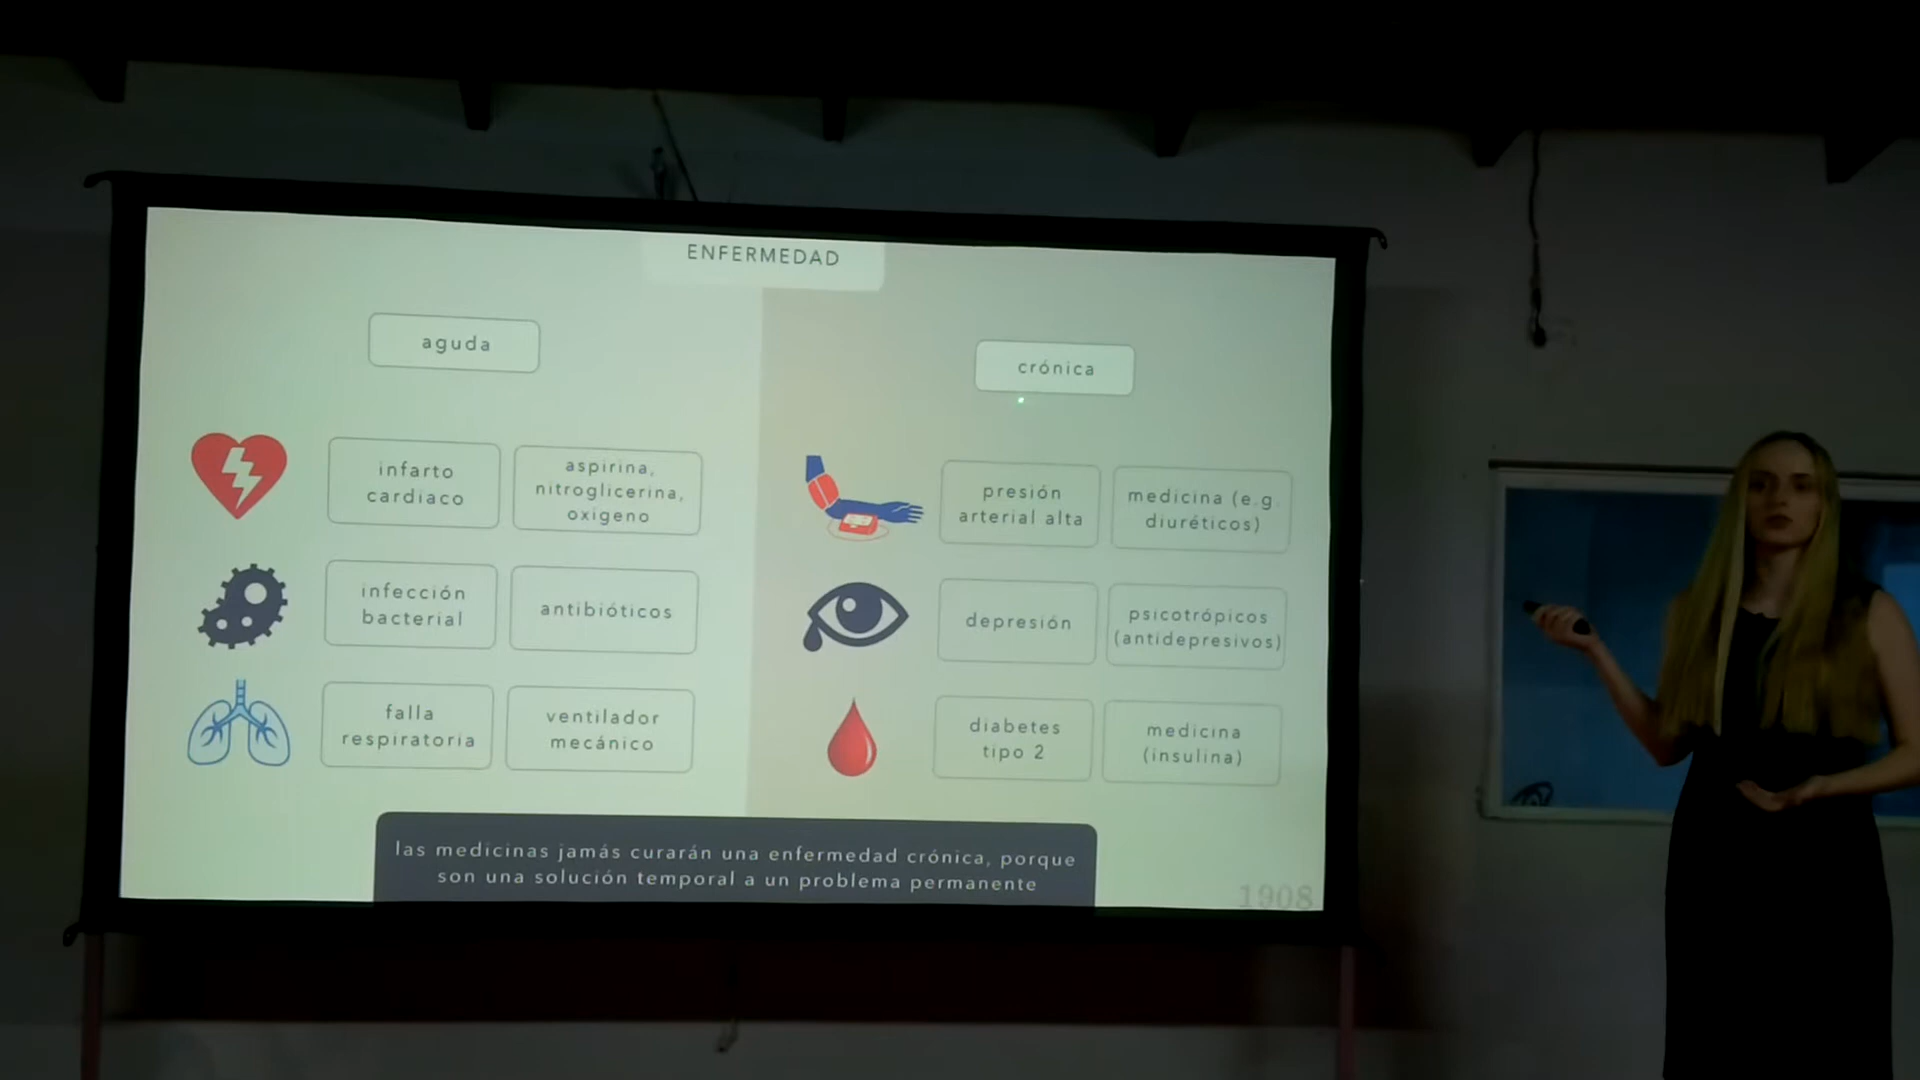 ENFERMEDAD
aguda
infarto
cardiaco
aspirina,
nitroglicerina,
oxigeno
infección
bacterial
antibióticos
falla
respiratoria
ventilador
mecánico
crónica
presión
arterial alta
medicina (e.g.
diuréticos)
depresión
psicotrópicos
(antidepresivos)
diabetes
tipo 2
medicina
(insulina)
las medicinas jamás curarán una enfermedad crónica, porque
son una solución temporal a un problema permanente
1908